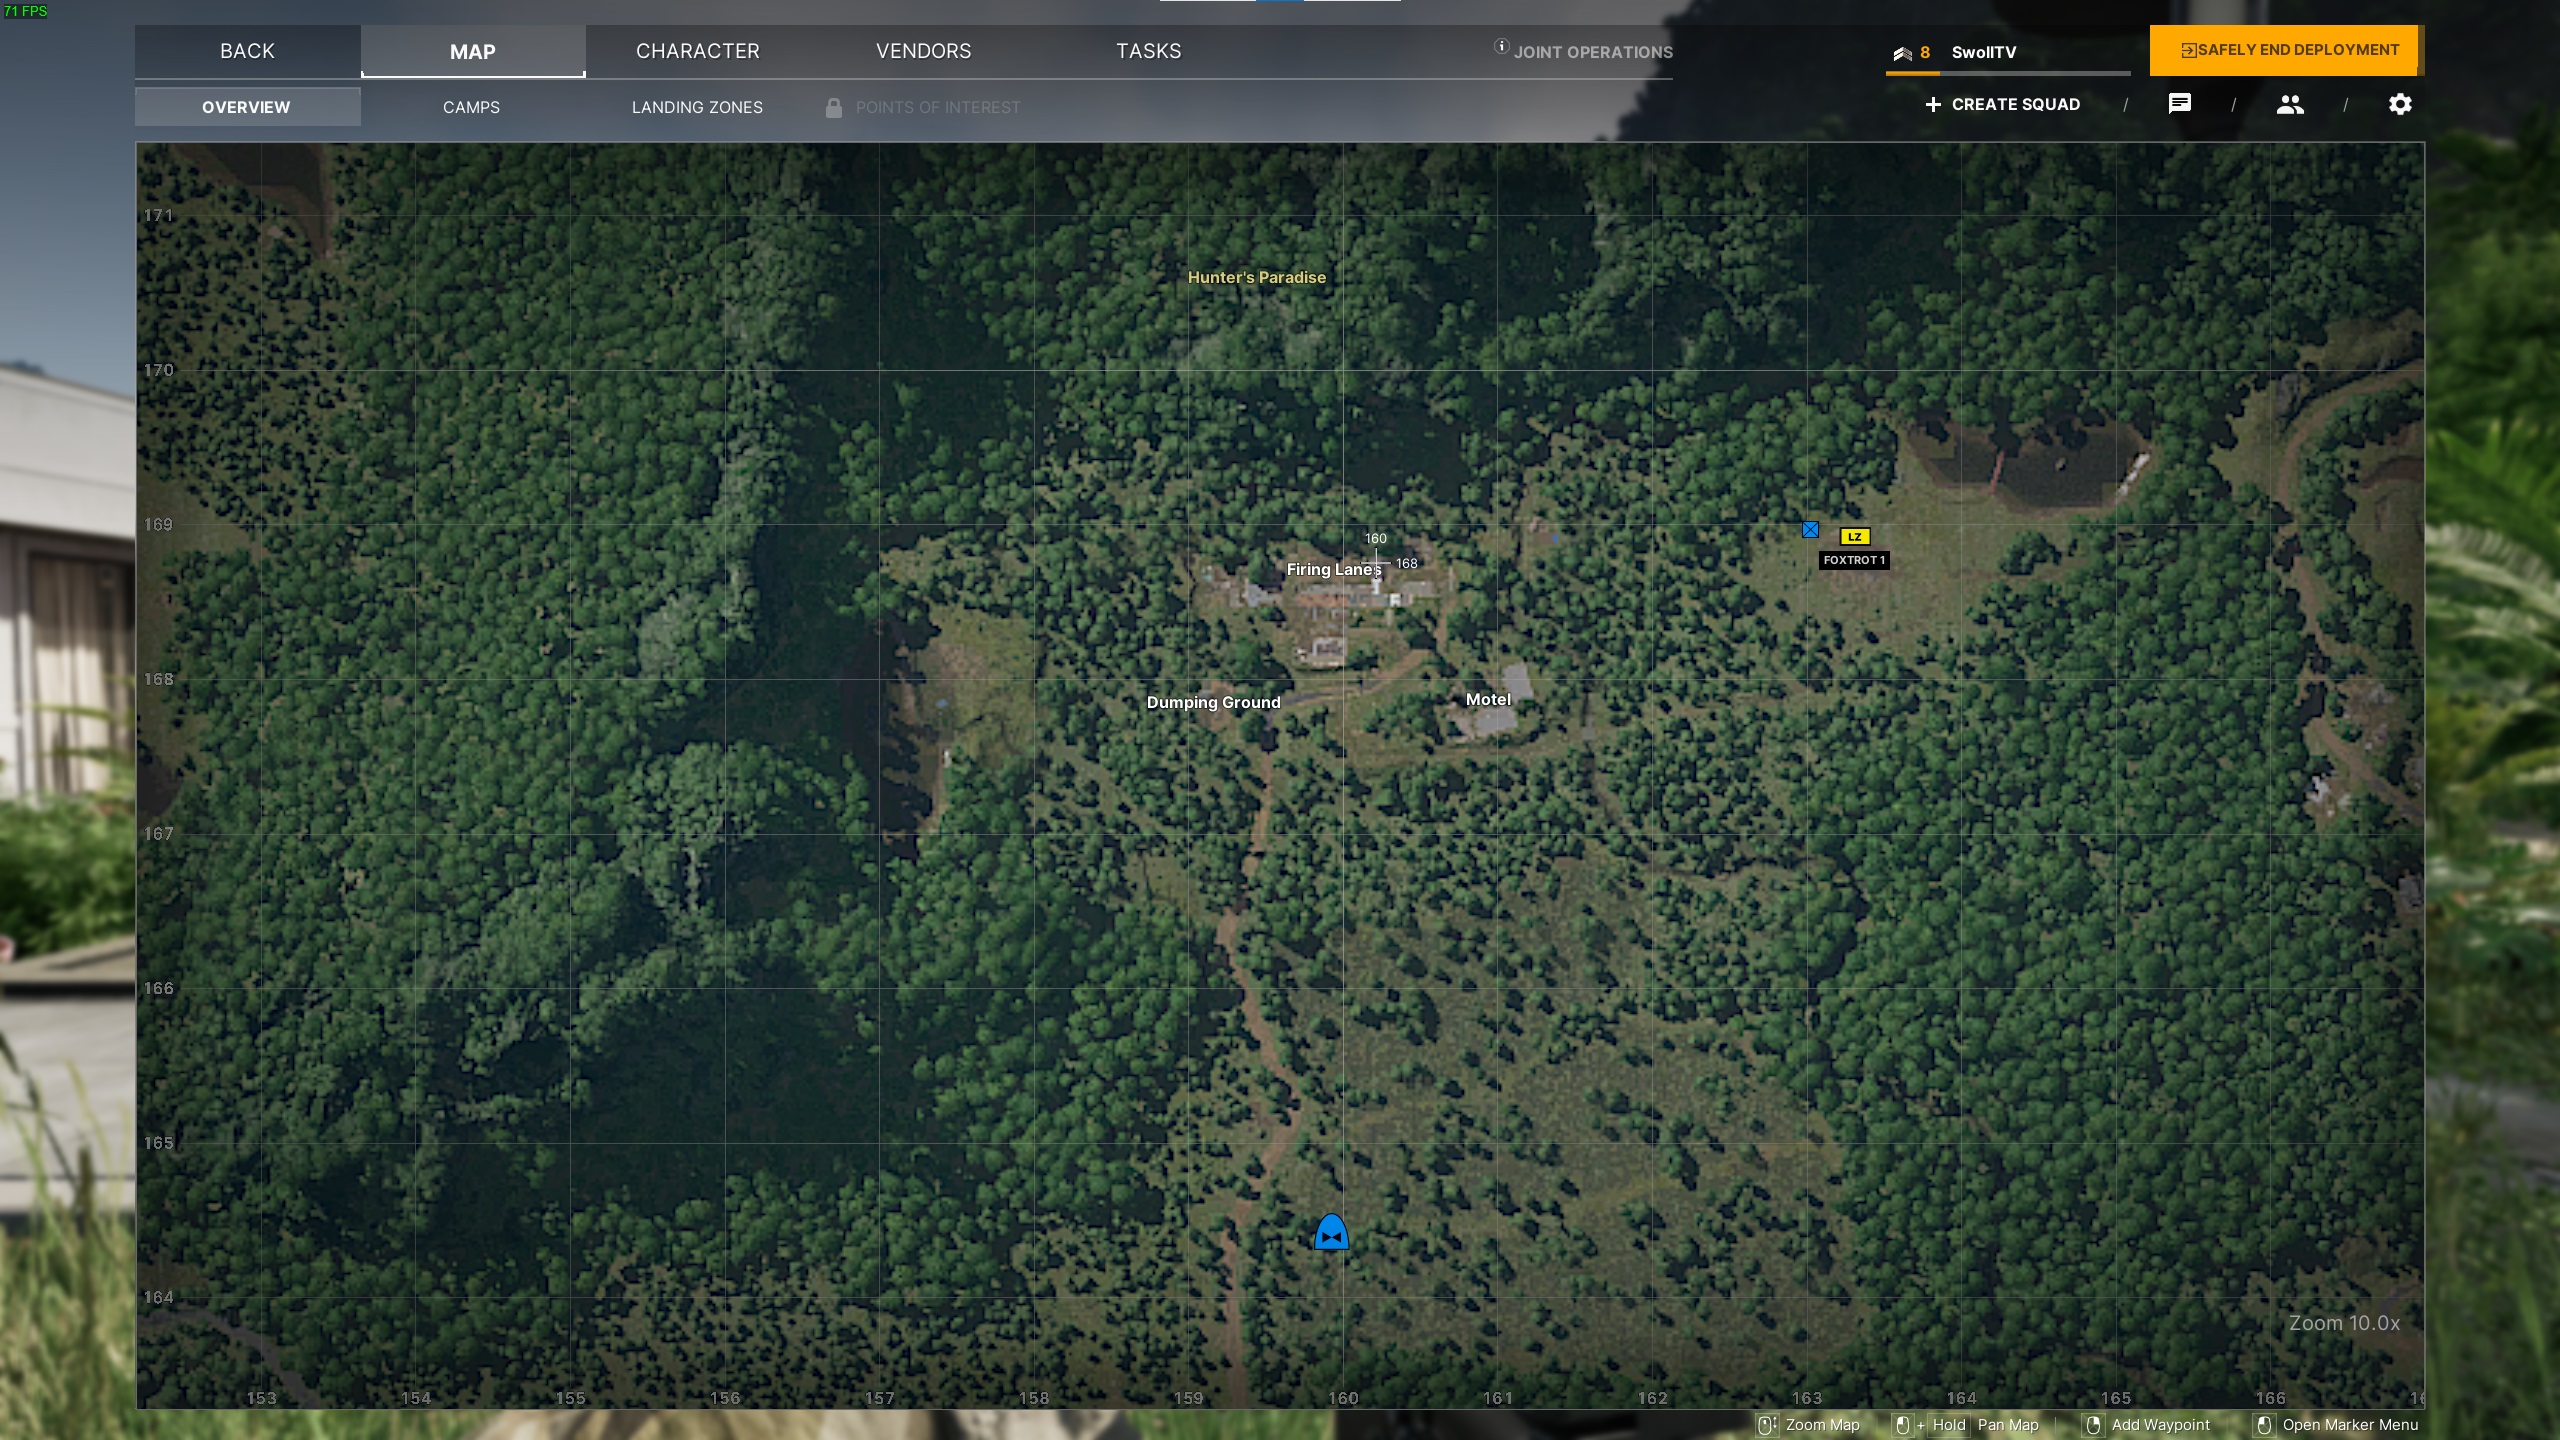 71 FPS
BACK
MAP
CHARACTER
VENDORS
TASKS
JOINT OPERATIONS
8 SwollTV
SAFELY END DEPLOYMENT
OVERVIEW
CAMPS
LANDING ZONES
POINTS OF INTEREST
CREATE SQUAD / / /
171
Hunter's Paradise
170
169
LZ
FOXTROT 1
160
168
Firing Lanes
168
Dumping Ground
Motel
167
166
165
164
Zoom 10.0x
153 154 155 156 157 158 159 160 161 162 163 164 165 166
Zoom Map
+ Hold Pan Map
Add Waypoint
Open Marker Menu